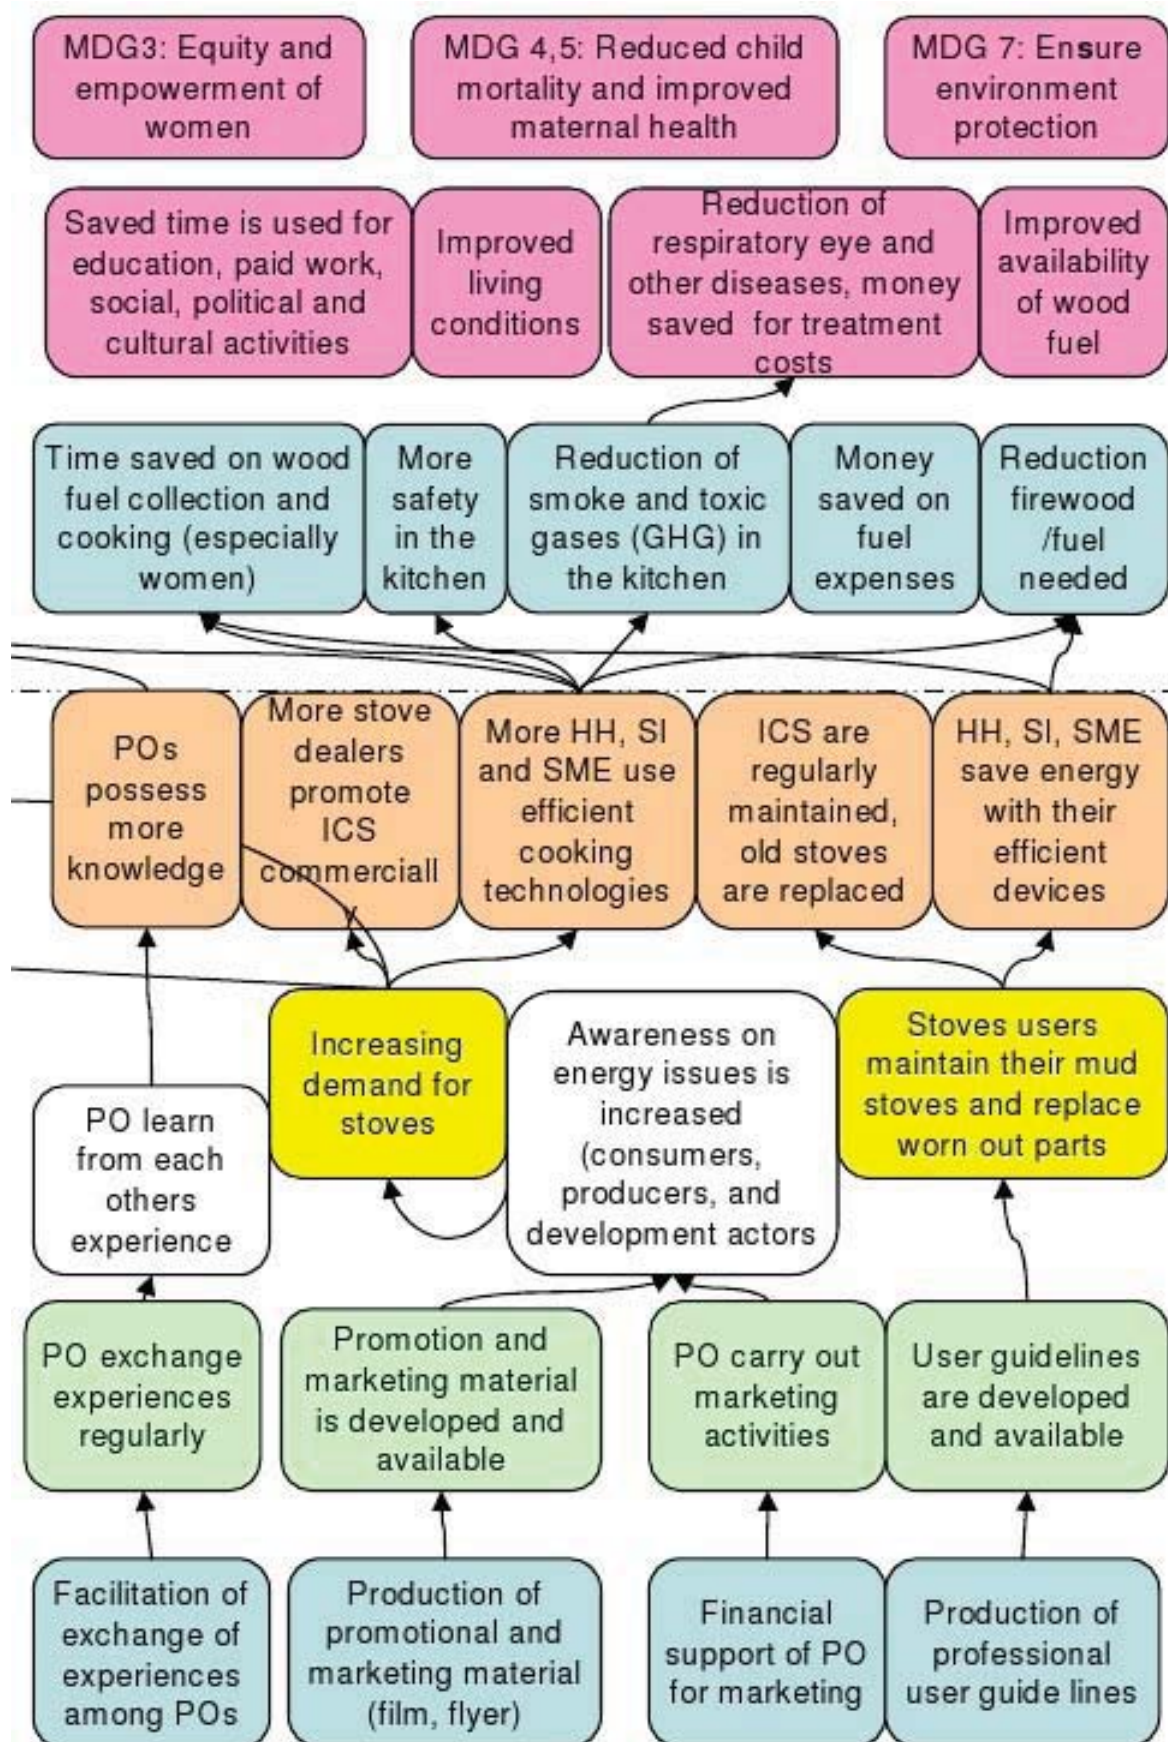 MDG3: Equity and
empowerment of
women
MDG 4,5: Reduced child
mortality and improved
maternal health
MDG 7: Ensure
environment
protection
Saved time is used for
education, paid work,
social, political and
cultural activities
Improved
living
conditions
Reduction of
respiratory eye and
other diseases, money
saved for treatment
costs
Improved
availability
of wood
fuel
Time saved on wood
fuel collection and
cooking (especially
women)
More
safety
in the
kitchen
Reduction of
smoke and toxic
gases (GHG) in
the kitchen
Money
saved on
fuel
expenses
Reduction
firewood
/fuel
needed
POs
possess
more
knowledge
More stove
dealers
promote
ICS
commerciall
y
More HH, SI
and SME use
efficient
cooking
technologies
ICS are
regularly
maintained,
old stoves
are replaced
HH, SI, SME
save energy
with their
efficient
devices
Increasing
demand for
stoves
Awareness on
energy issues is
increased
(consumers,
producers, and
development actors
Stoves users
maintain their mud
stoves and replace
worn out parts
PO learn
from each
others
experience
PO exchange
experiences
regularly
Promotion and
marketing material
is developed and
available
PO carry out
marketing
activities
User guidelines
are developed
and available
Facilitation of
exchange of
experiences
among POs
Production of
promotional and
marketing material
(film, flyer)
Financial
support of PO
for marketing
Production of
professional
user guide lines